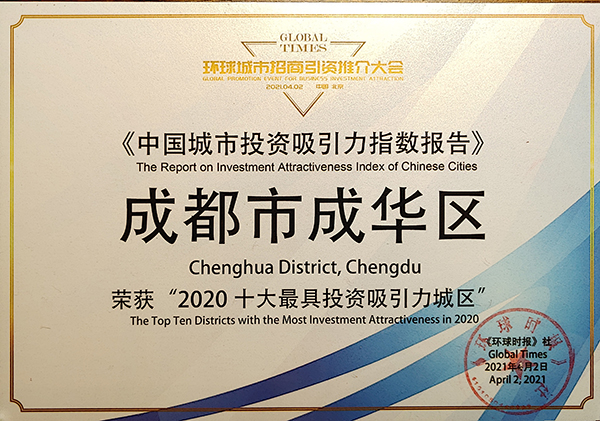 GLOBAL
TIMES
环球城市招商引资推介大会
GLOBAL PROMOTION EVENT FOR BUSINESS INVESTMENT ATTRACTION
2021.04.02 中国 北京
《中国城市投资吸引力指数报告》
The Report on Investment Attractiveness Index of Chinese Cities
成都市成华区
Chenghua District, Chengdu
荣获“2020 十大最具投资吸引力城区”
The Top Ten Districts with the Most Investment Attractiveness in 2020
《环球时报》社
Global Times
2021年4月2日
April 2, 2021